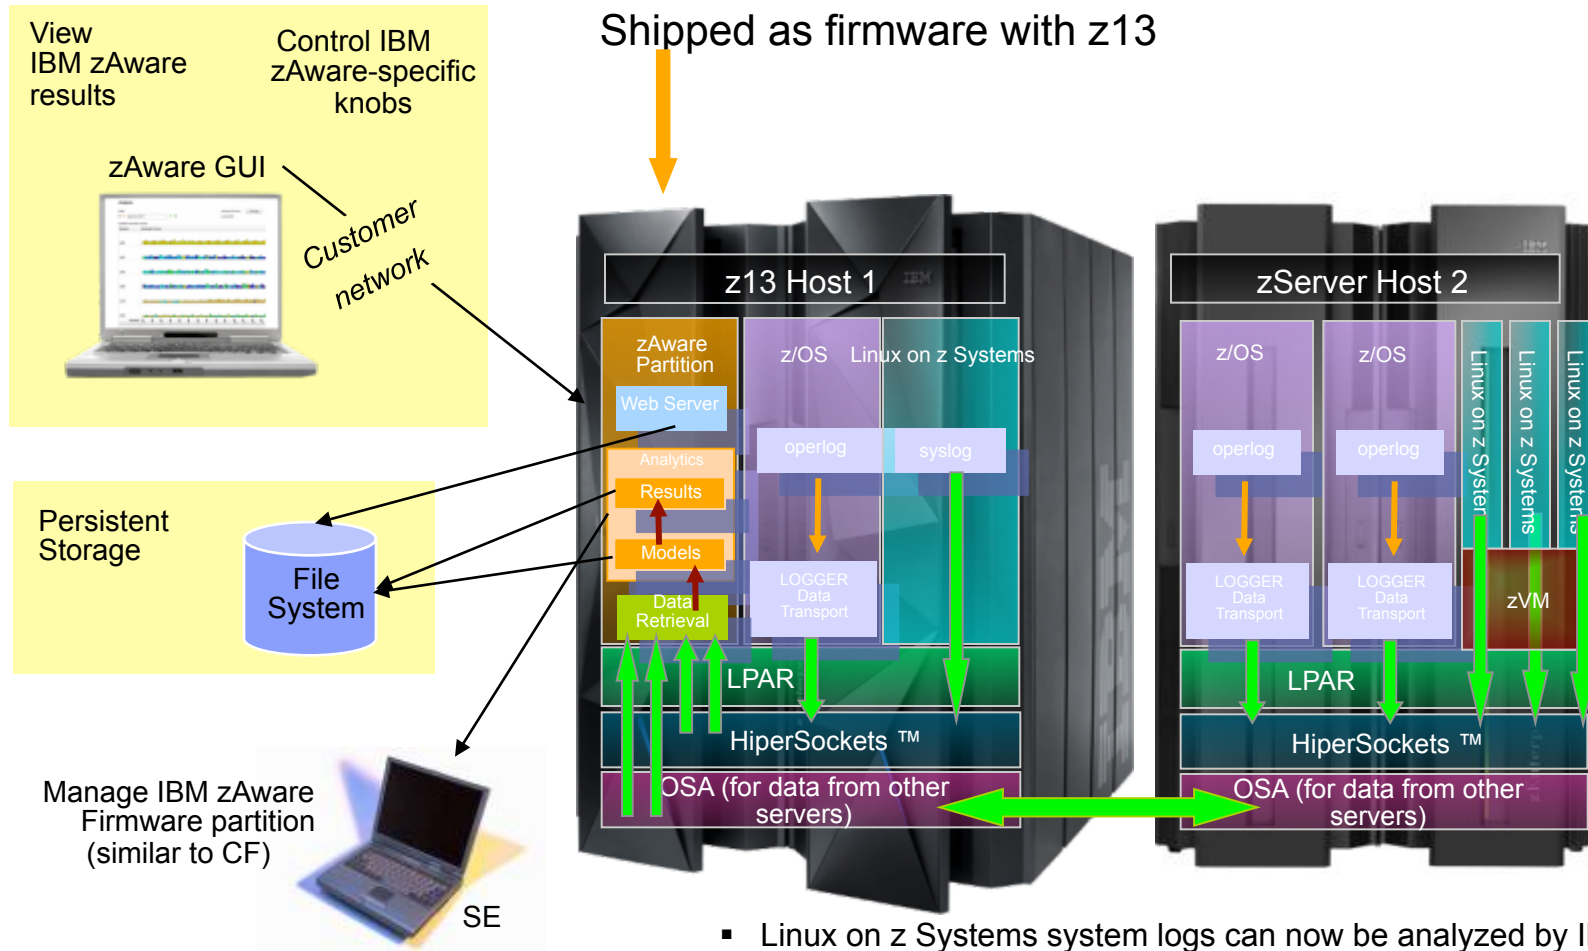 View
IBM zAware
results
Control IBM
zAware-specific
knobs
zAware GUI
Customer
network
Shipped as firmware with z13
IBM
z13 Host 1
zAware
Partition
Web Server
Analytics
Results
Models
Data
Retrieval
z/OS
operlog
LOGGER
Data
Transport
Linux on z Systems
syslog
LPAR
HiperSockets ™
OSA (for data from other
servers)
IBM
zServer Host 2
z/OS
operlog
LOGGER
Data
Transport
z/OS
operlog
LOGGER
Data
Transport
Linux on z System
Linux on z Systems
Linux on z Systems
zVM
LPAR
HiperSockets ™
OSA (for data from other
servers)
Persistent
Storage
File
System
Manage IBM zAware
Firmware partition
(similar to CF)
SE
▪ Linux on z Systems system logs can now be analyzed by